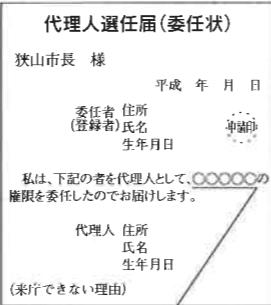 代理人選任届(委任状)
狭山市長 様
平成 年 月 日
委任者 住所
(登録者)氏名
申請印
生年月日
私は、下記の者を代理人として、○○○○○の
権限を委任したのでお届けします。
代理人 住所
氏名
生年月日
(来庁できない理由)